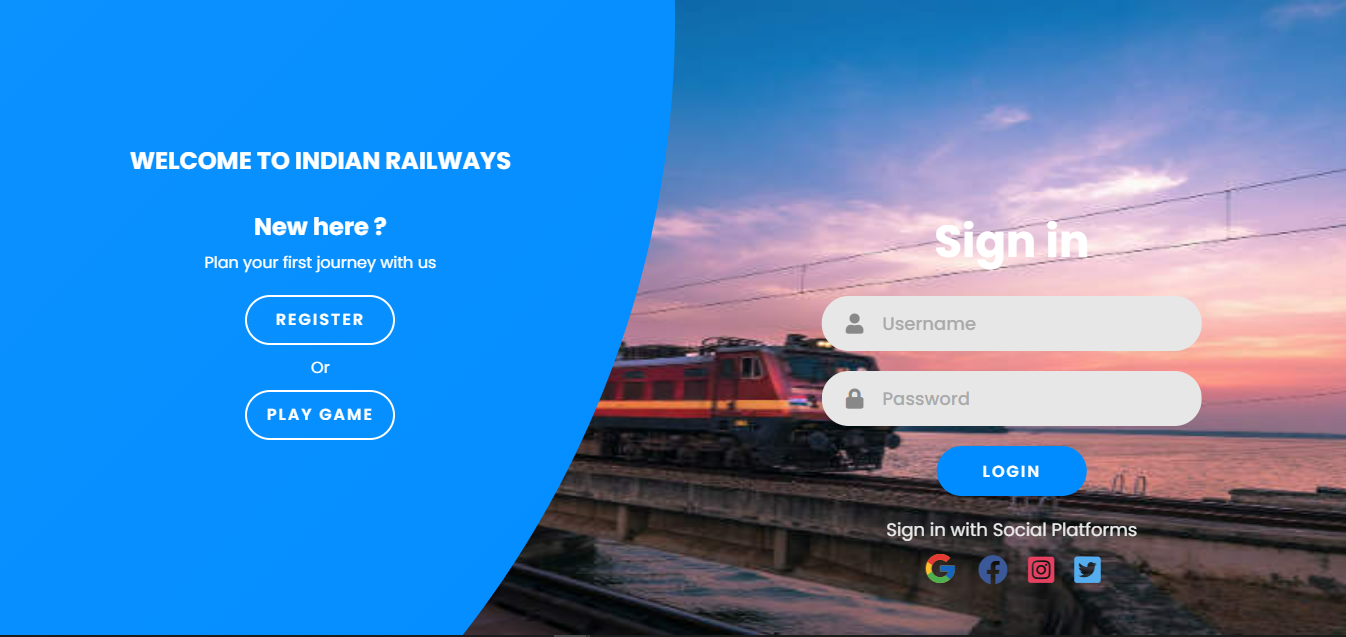 WELCOME TO INDIAN RAILWAYS
New here ?
Plan your first journey with us
REGISTER
Or
PLAY GAME
Sign in
Username
Password
LOGIN
Sign in with Social Platforms